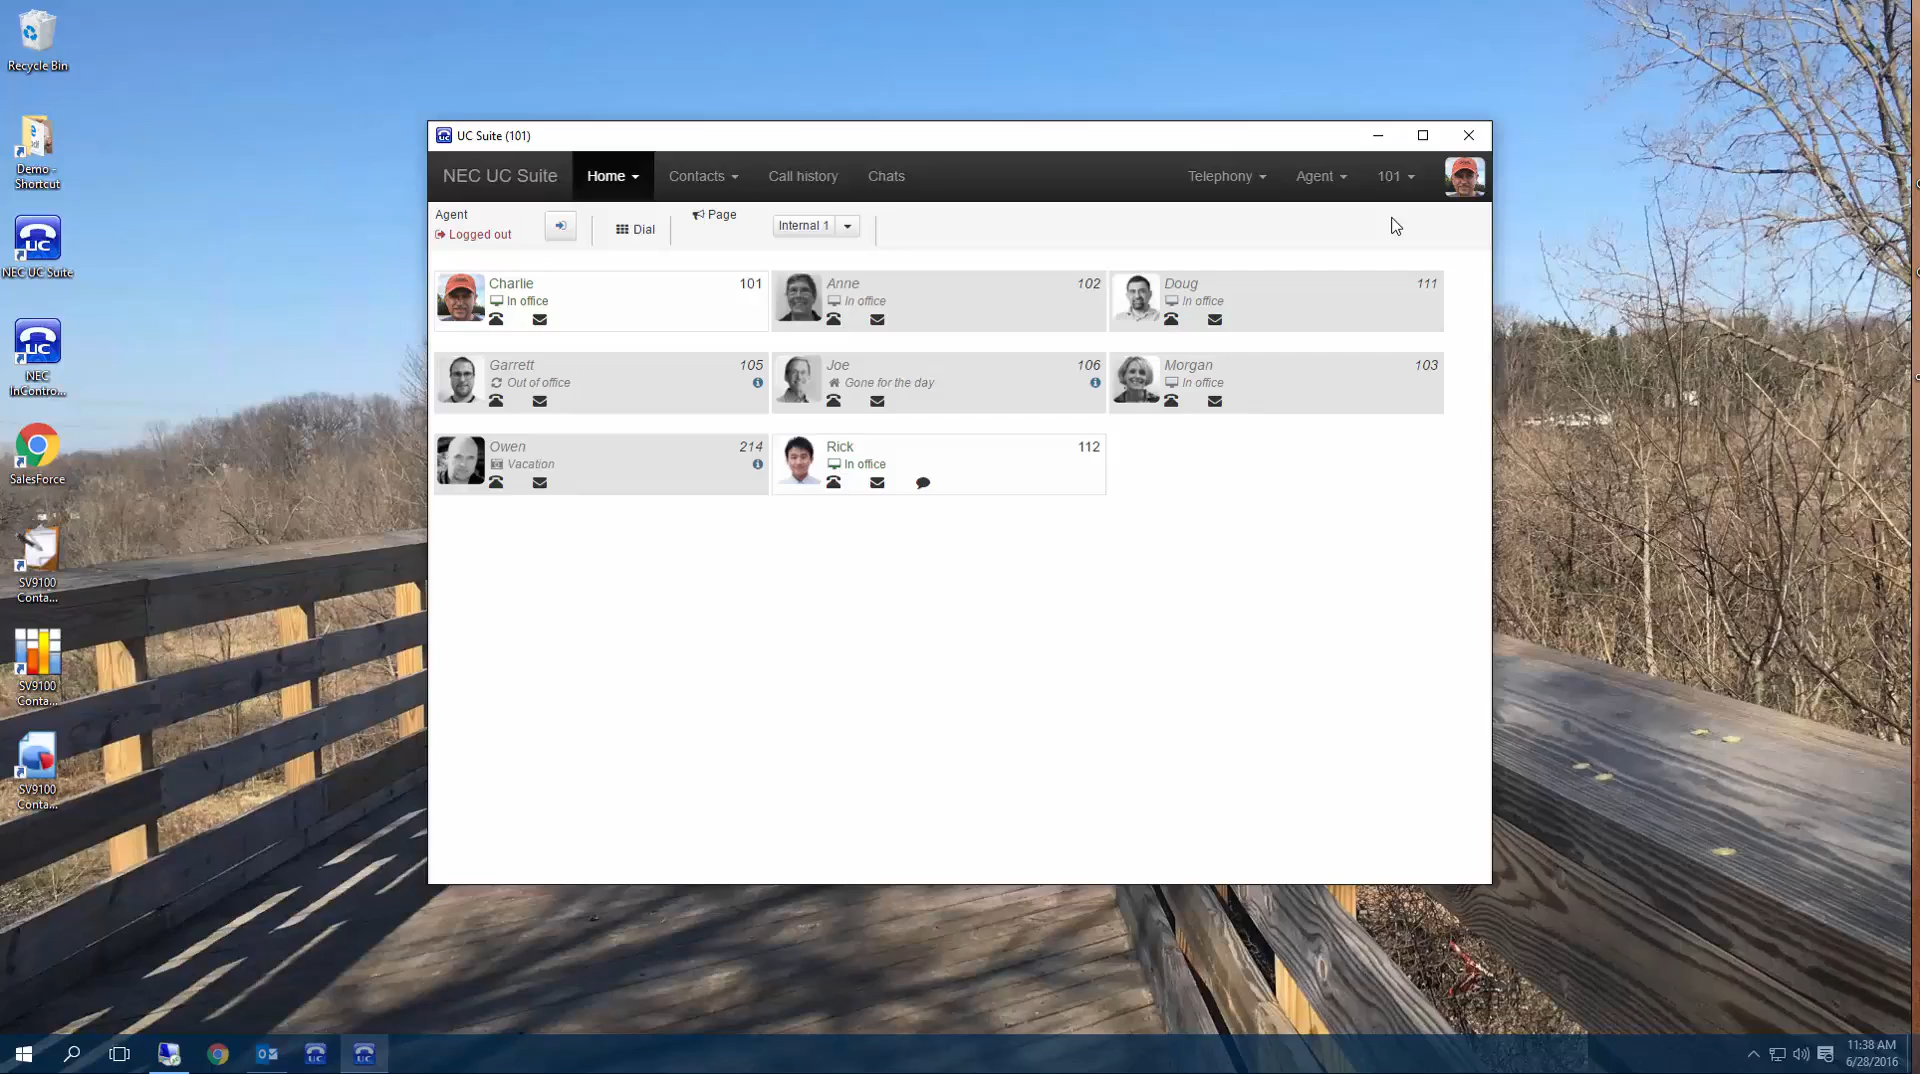 Recycle Bin
Demo -
Shortcut
NEC UC Suite
NEC
InContro...
SalesForce
SV9100
Conta...
SV9100
Conta...
SV9100
Conta...
UC Suite (101)
NEC UC Suite
Home
Contacts
Call history
Chats
Telephony
Agent
101
Agent
Logged out
Dial
Page
Internal 1
Charlie 101
In office
Anne 102
In office
Doug 111
In office
Garrett 105
Out of office
Joe 106
Gone for the day
Morgan 103
In office
Owen 214
Vacation
Rick 112
In office
11:38 AM
6/28/2016